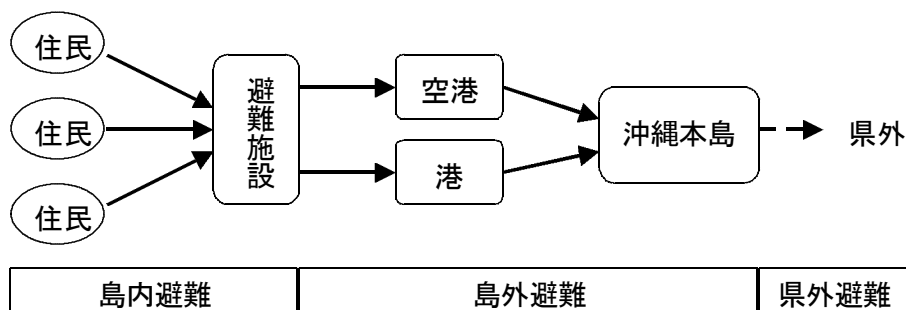 住民
住民
住民
避難施設
空港
港
沖縄本島
県外
島内避難
島外避難
県外避難